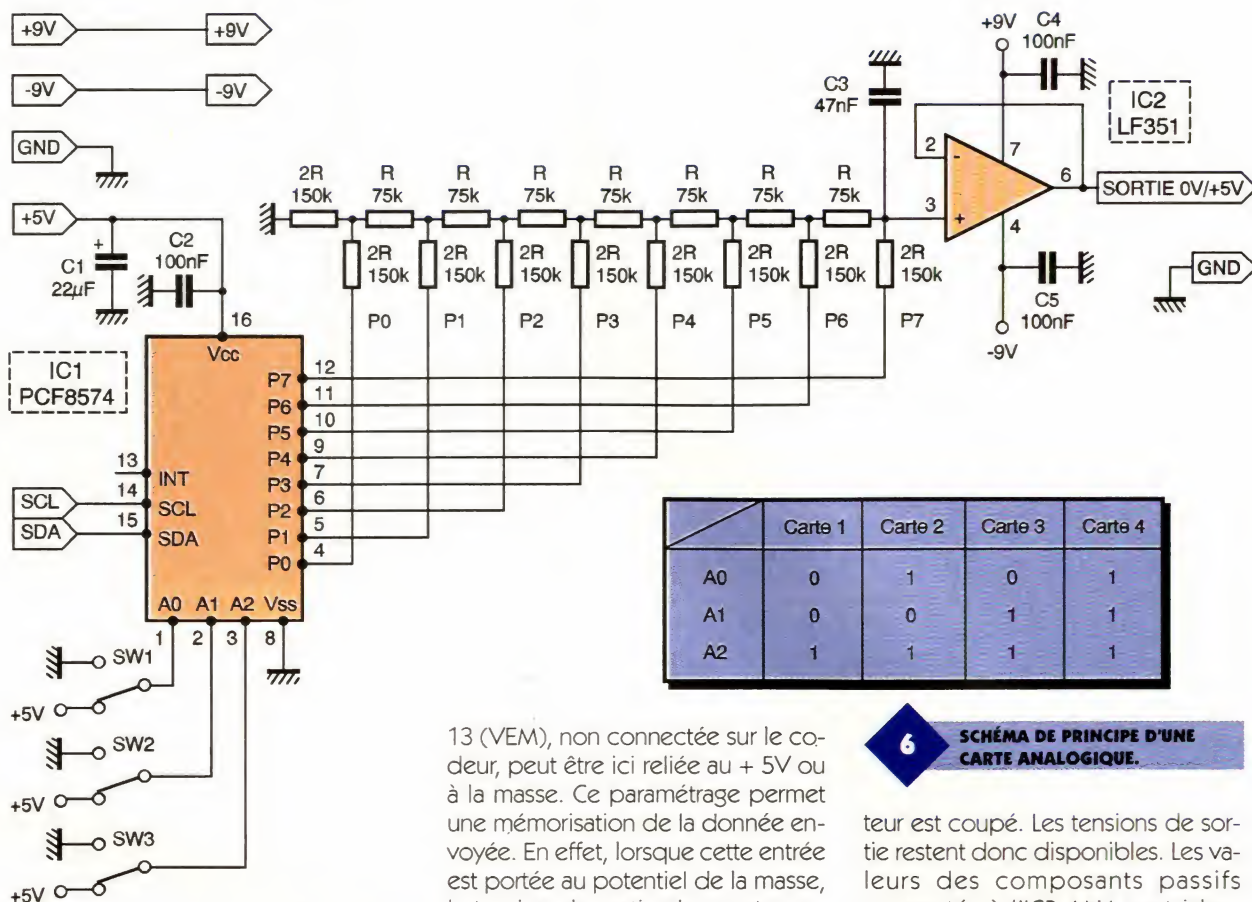 +9V
+9V
-9V
-9V
GND
+5V
+
C1
22µF
C2
100nF
16
Vcc
IC1
PCF8574
P7
12
P6
11
P5
10
P4
9
P3
7
P2
6
P1
5
P0
4
13
INT
SCL
14
SCL
SDA
15
SDA
A0
A1
A2
Vss
1
2
3
8
SW1
+5V
SW2
+5V
SW3
+5V
2R
150k
R
75k
R
75k
R
75k
R
75k
R
75k
R
75k
R
75k
2R
150k
2R
150k
2R
150k
2R
150k
2R
150k
2R
150k
2R
150k
2R
150k
P0
P1
P2
P3
P4
P5
P6
P7
C3
47nF
+9V
C4
100nF
IC2
LF351
2
-
7
6
3
+
4
SORTIE 0V/+5V
C5
100nF
-9V
GND
Carte 1 Carte 2 Carte 3 Carte 4
A0 0 1 0 1
A1 0 0 1 1
A2 1 1 1 1
13 (VEM), non connectée sur le co-
deur, peut être ici reliée au + 5V ou
à la masse. Ce paramétrage permet
une mémorisation de la donnée en-
voyée. En effet, lorsque cette entrée
est portée au potentiel de la masse,
6
SCHÉMA DE PRINCIPE D'UNE
CARTE ANALOGIQUE.
teur est coupé. Les tensions de sor-
tie restent donc disponibles. Les va-
leurs des composants passifs